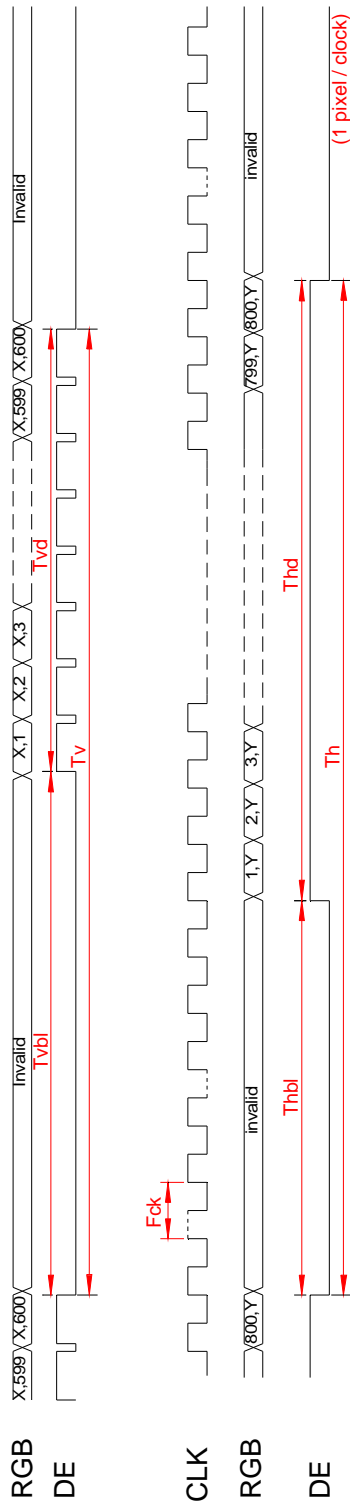 RGB X,599 X,600 Invalid X,1 X,2 X,3 X,599 X,600 Invalid
DE Tvbl Tvd
Tv
Fck
CLK
RGB 800,Y invalid 1,Y 2,Y 3,Y 799,Y 800,Y invalid
Thbl Thd
DE
Th (1 pixel / clock)